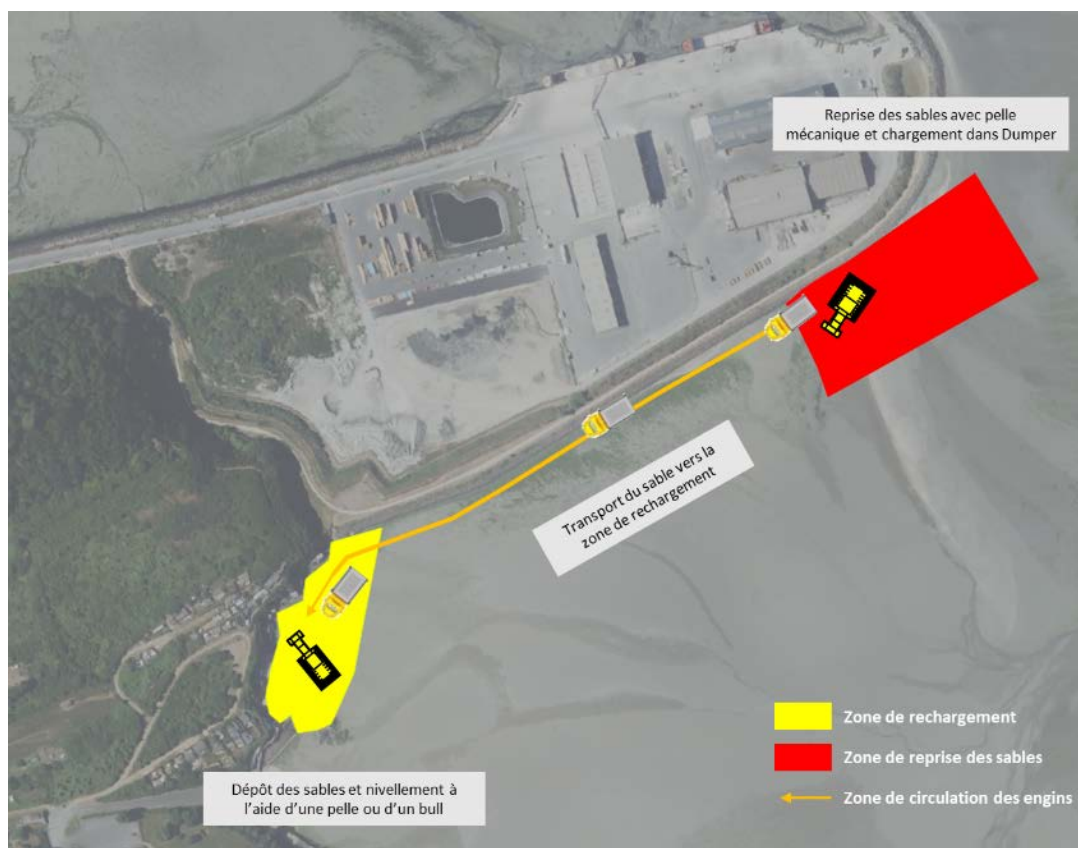 Reprise des sables avec pelle
mécanique et chargement dans Dumper
Transport du sable vers la
zone de rechargement
Zone de rechargement
Zone de reprise des sables
Zone de circulation des engins
Dépôt des sables et nivellement à
l’aide d’une pelle ou d’un bull